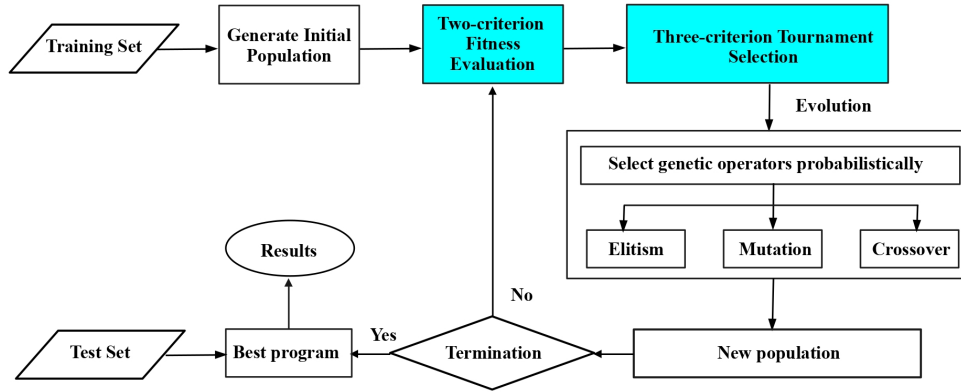 Training Set
Generate Initial
Population
Two-criterion
Fitness
Evaluation
Three-criterion Tournament
Selection
Evolution
Select genetic operators probabilistically
Elitism
Mutation
Crossover
Results
No
Yes
Test Set
Best program
Termination
New population